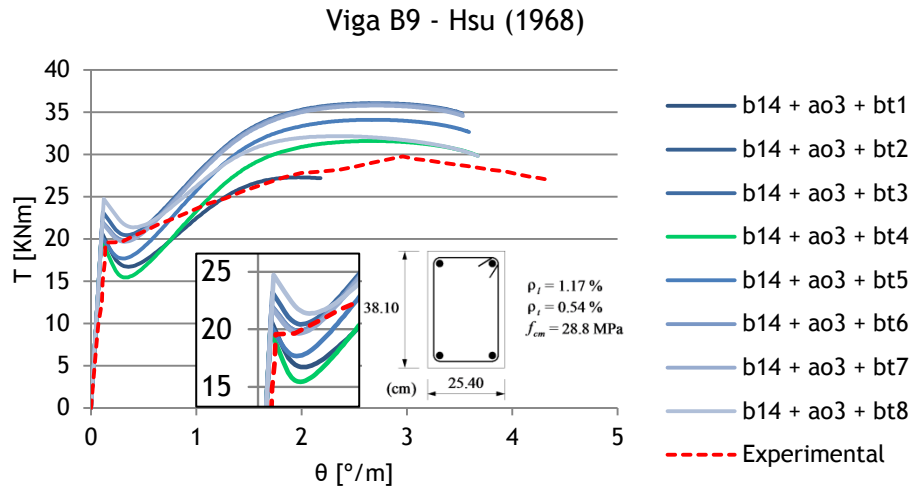 Viga B9 - Hsu (1968)
T [KNm]
40
35
30
25
20
15
10
5
0
0 1 2 3 4 5
θ [°/m]
25
20
15
38.10
(cm)
25.40
ρl = 1.17 %
ρt = 0.54 %
fcm = 28.8 MPa
b14 + ao3 + bt1
b14 + ao3 + bt2
b14 + ao3 + bt3
b14 + ao3 + bt4
b14 + ao3 + bt5
b14 + ao3 + bt6
b14 + ao3 + bt7
b14 + ao3 + bt8
Experimental